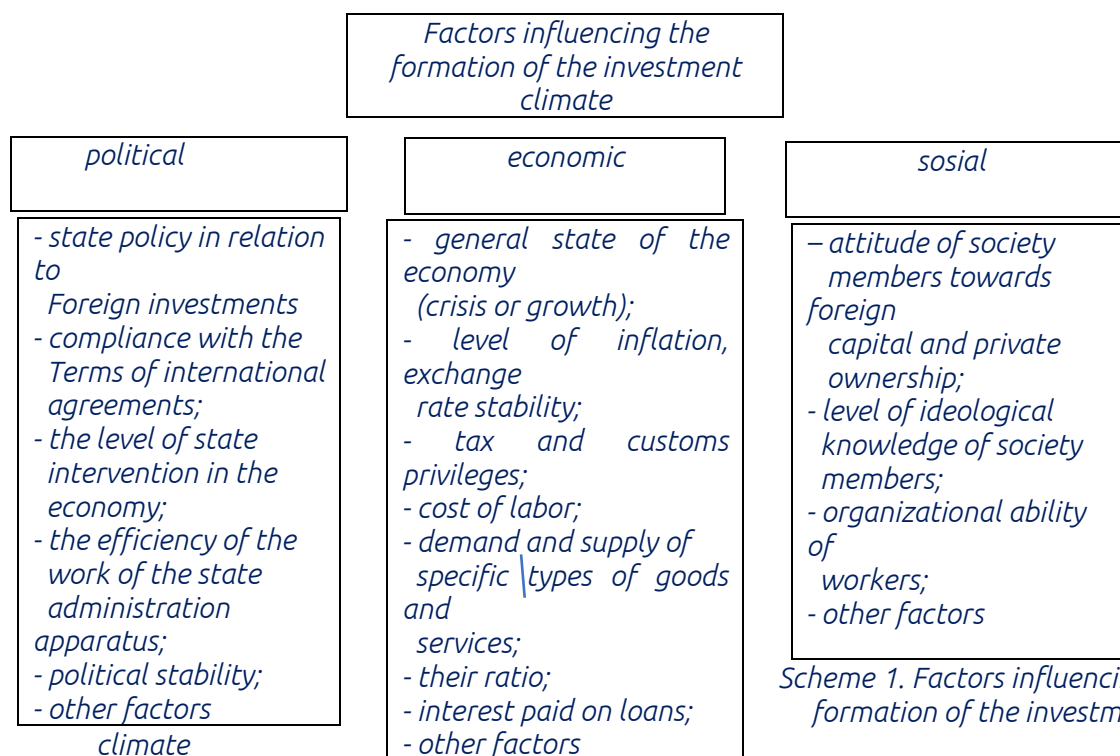 Factors influencing the
formation of the investment
climate
political
- state policy in relation
to
Foreign investments
- compliance with the
Terms of international
agreements;
- the level of state
intervention in the
economy;
- the efficiency of the
work of the state
administration
apparatus;
- political stability;
- other factors
economic
- general state of the
economy
(crisis or growth);
- level of inflation,
exchange
rate stability;
- tax and customs
privileges;
- cost of labor;
- demand and supply of
specific types of goods
and
services;
- their ratio;
- interest paid on loans;
- other factors
sosial
– attitude of society
members towards
foreign
capital and private
ownership;
- level of ideological
knowledge of society
members;
- organizational ability
of
workers;
- other factors
Scheme 1. Factors
formation of the
climate